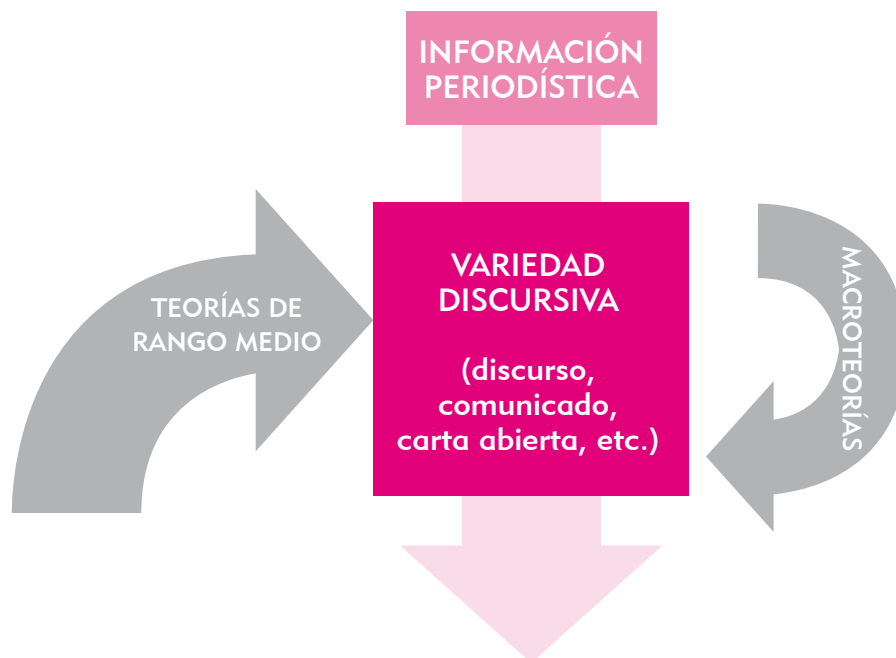 INFORMACIÓN
PERIODÍSTICA
TEORÍAS DE
RANGO MEDIO
VARIEDAD
DISCURSIVA
(discurso,
comunicado,
carta abierta, etc.)
MACROTEORÍAS